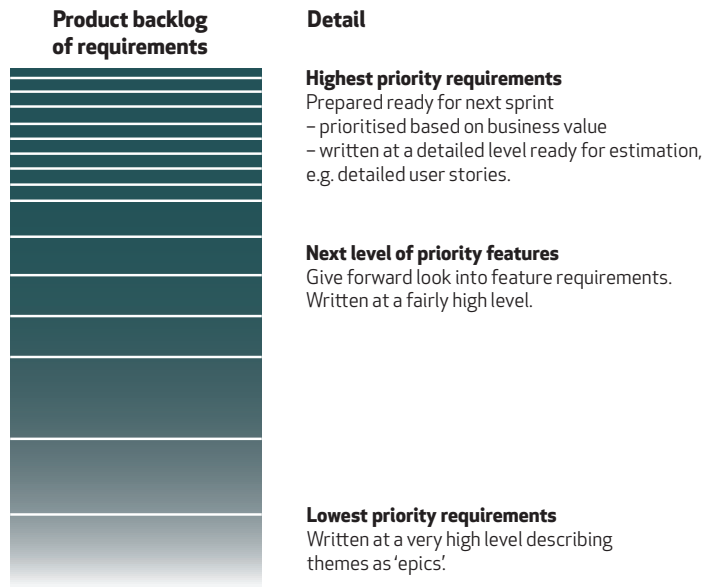 Product backlog
of requirements
Detail
Highest priority requirements
Prepared ready for next sprint
– prioritised based on business value
– written at a detailed level ready for estimation,
e.g. detailed user stories.
Next level of priority features
Give forward look into feature requirements.
Written at a fairly high level.
Lowest priority requirements
Written at a very high level describing
themes as ‘epics’.